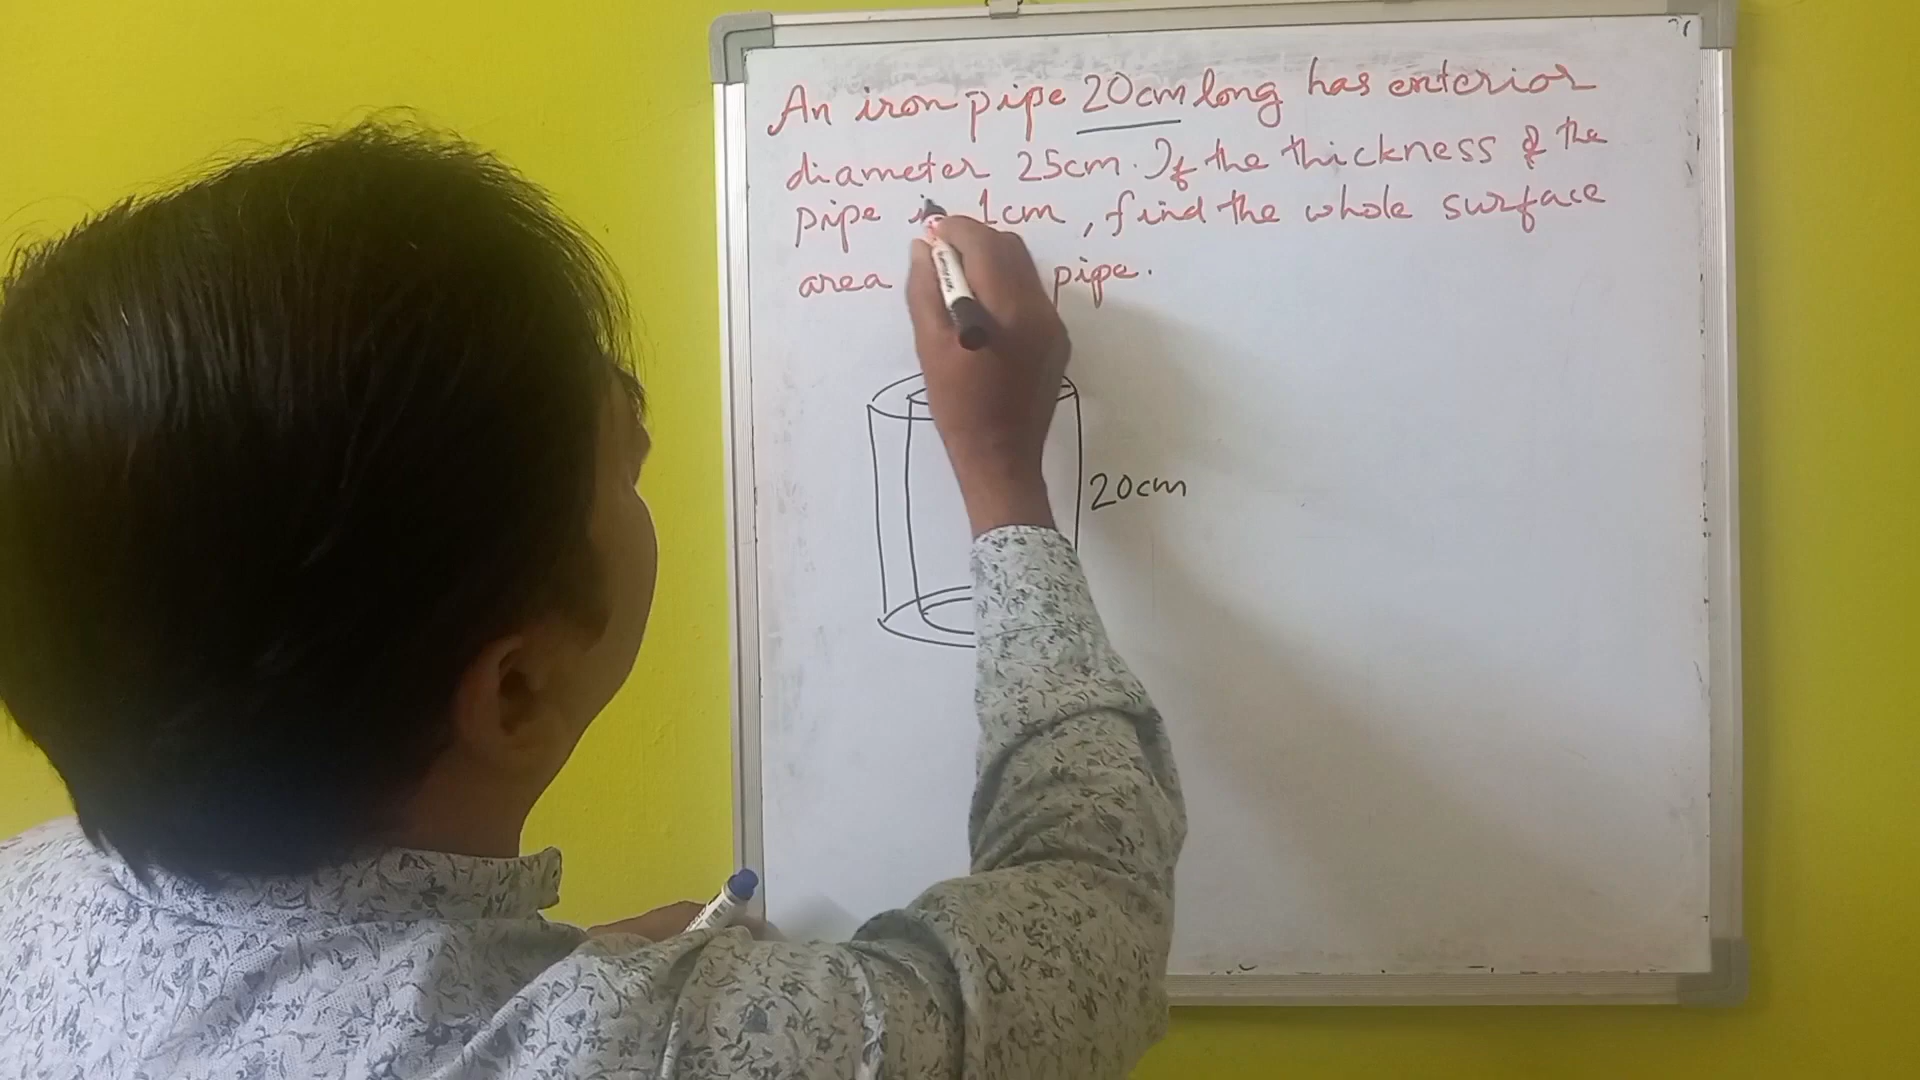 An iron pipe 20cm long has exterior
diameter 25cm. If the thickness of the
pipe is 1cm, find the whole surface
area pipe.
20cm